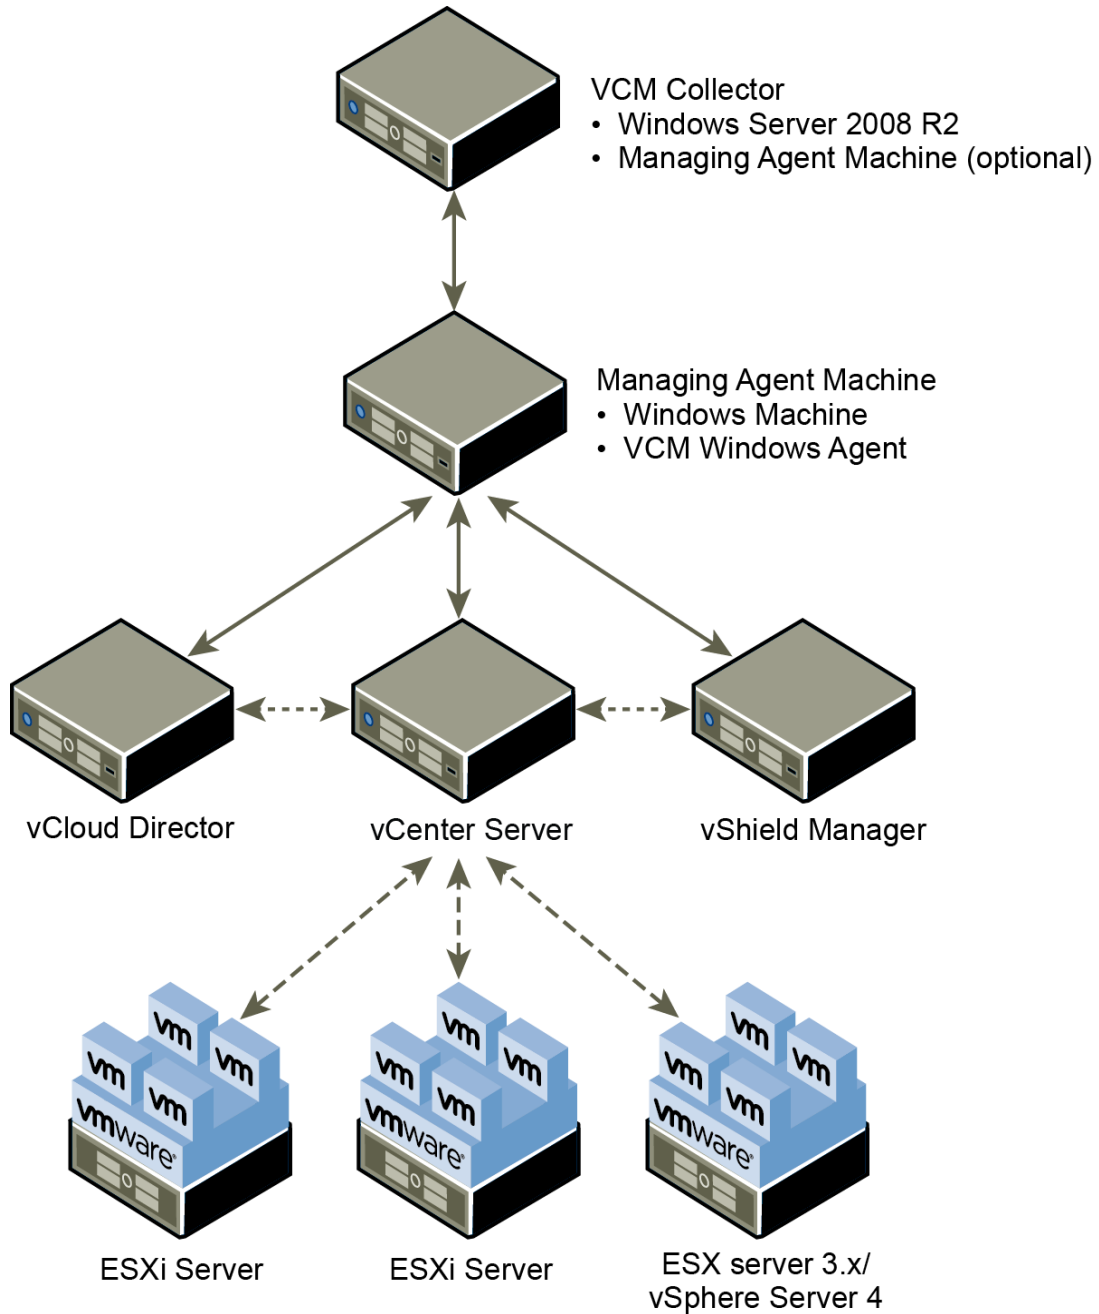 VCM Collector
• Windows Server 2008 R2
• Managing Agent Machine (optional)
Managing Agent Machine
• Windows Machine
• VCM Windows Agent
vCloud Director
vCenter Server
vShield Manager
vm
vm
vm
vm
vmware®
vm
vm
vm
vm
vmware®
vm
vm
vm
vm
vmware®
ESXi Server
ESXi Server
ESX server 3.x/
vSphere Server 4